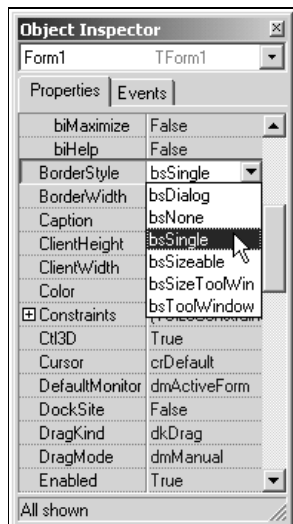 Object Inspector
Form1 TForm1
Properties Events
biMaximize False
biHelp False
BorderStyle bsSingle
BorderWidth bsDialog
Caption bsNone
ClientHeight bsSingle
ClientWidth bsSizeable
Color bsSizeToolWin
Constraints bsToolWindow
Ctl3D True
Cursor crDefault
DefaultMonitor dmActiveForm
DockSite False
DragKind dkDrag
DragMode dmManual
Enabled True
All shown